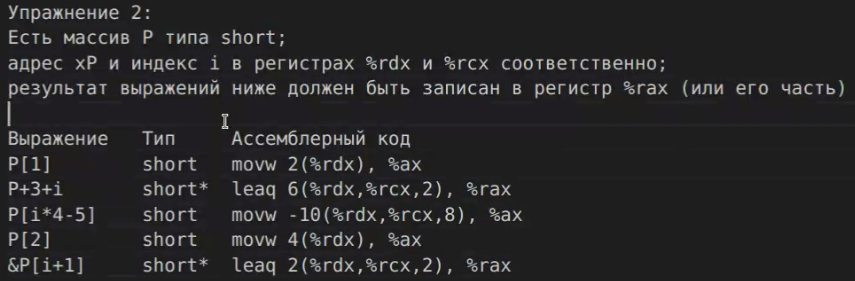 Упражнение 2:
Есть массив P типа short;
адрес xP и индекс i в регистрах %rdx и %rcx соответственно;
результат выражений ниже должен быть записан в регистр %rax (или его часть)
Выражение Тип Ассемблерный код
P[1] short movw 2(%rdx), %ax
P+3+i short* leaq 6(%rdx,%rcx,2), %rax
P[i*4-5] short movw -10(%rdx,%rcx,8), %ax
P[2] short movw 4(%rdx), %ax
&P[i+1] short* leaq 2(%rdx,%rcx,2), %rax